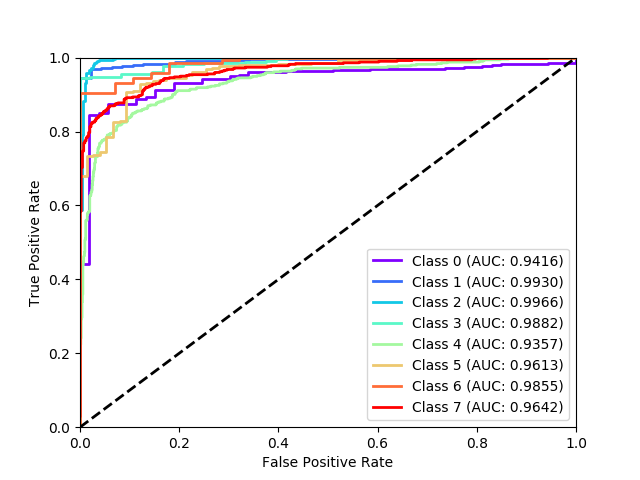 1.0
0.8
0.6
0.4
0.2
0.0
True Positive Rate
0.0 0.2 0.4 0.6 0.8 1.0
False Positive Rate
Class 0 (AUC: 0.9416)
Class 1 (AUC: 0.9930)
Class 2 (AUC: 0.9966)
Class 3 (AUC: 0.9882)
Class 4 (AUC: 0.9357)
Class 5 (AUC: 0.9613)
Class 6 (AUC: 0.9855)
Class 7 (AUC: 0.9642)